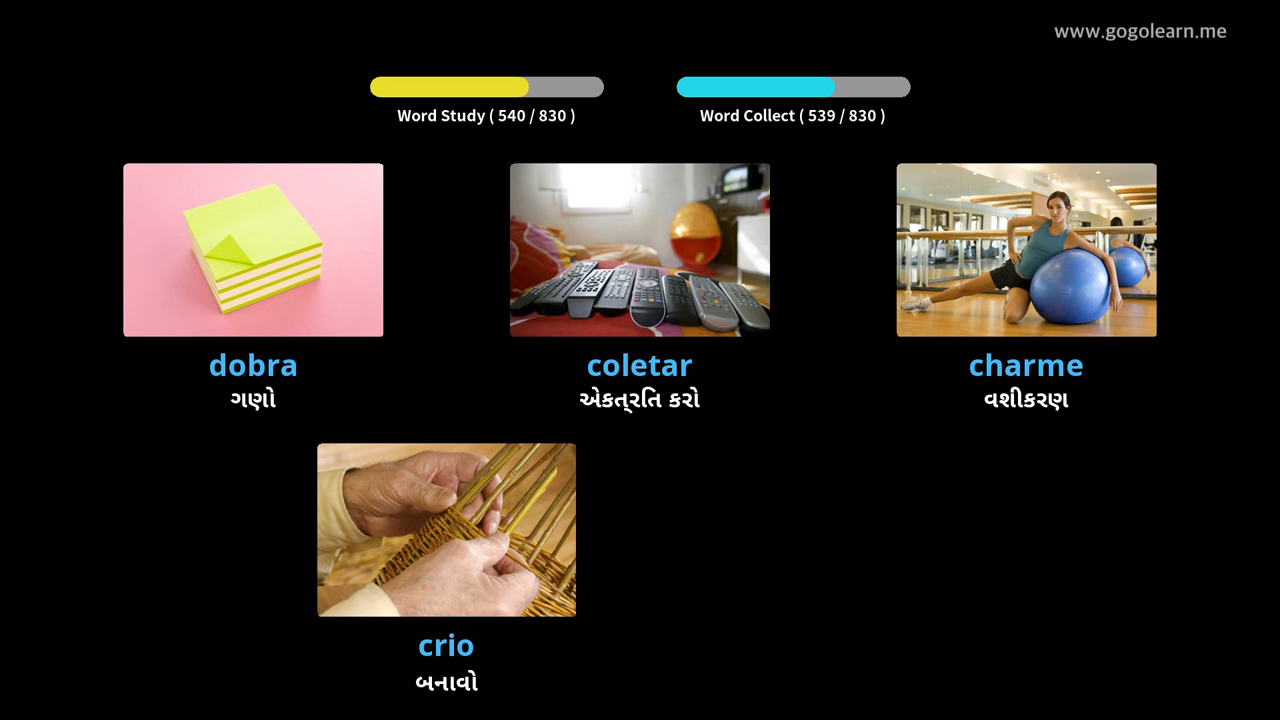 www.gogolearn.me
Word Study ( 540 / 830 )
Word Collect ( 539 / 830 )
dobra
ગણો
coletar
એકત્રતિ કરો
charme
વશીકરણ
crio
બનાવો